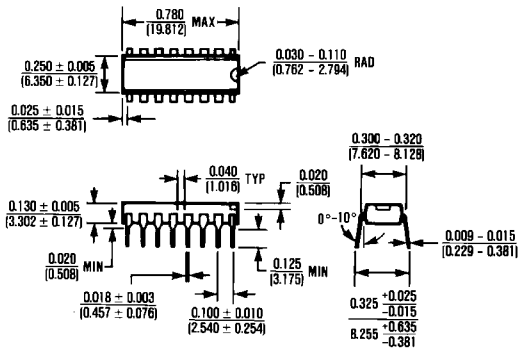 0.780
(19.812) MAX
0.250 ± 0.005
(6.350 ± 0.127)
0.030 – 0.110
(0.762 – 2.794) RAD
0.025 ± 0.015
(0.635 ± 0.381)
0.300 – 0.320
(7.620 – 8.128)
0.040
(1.016) TYP
0.020
(0.508)
0.130 ± 0.005
(3.302 ± 0.127)
0°–10°
0.009 – 0.015
(0.229 – 0.381)
0.020
(0.508) MIN
0.125
(3.175) MIN
0.018 ± 0.003
(0.457 ± 0.076)
0.100 ± 0.010
(2.540 ± 0.254)
0.325 +0.025
–0.015
8.255 +0.635
–0.381